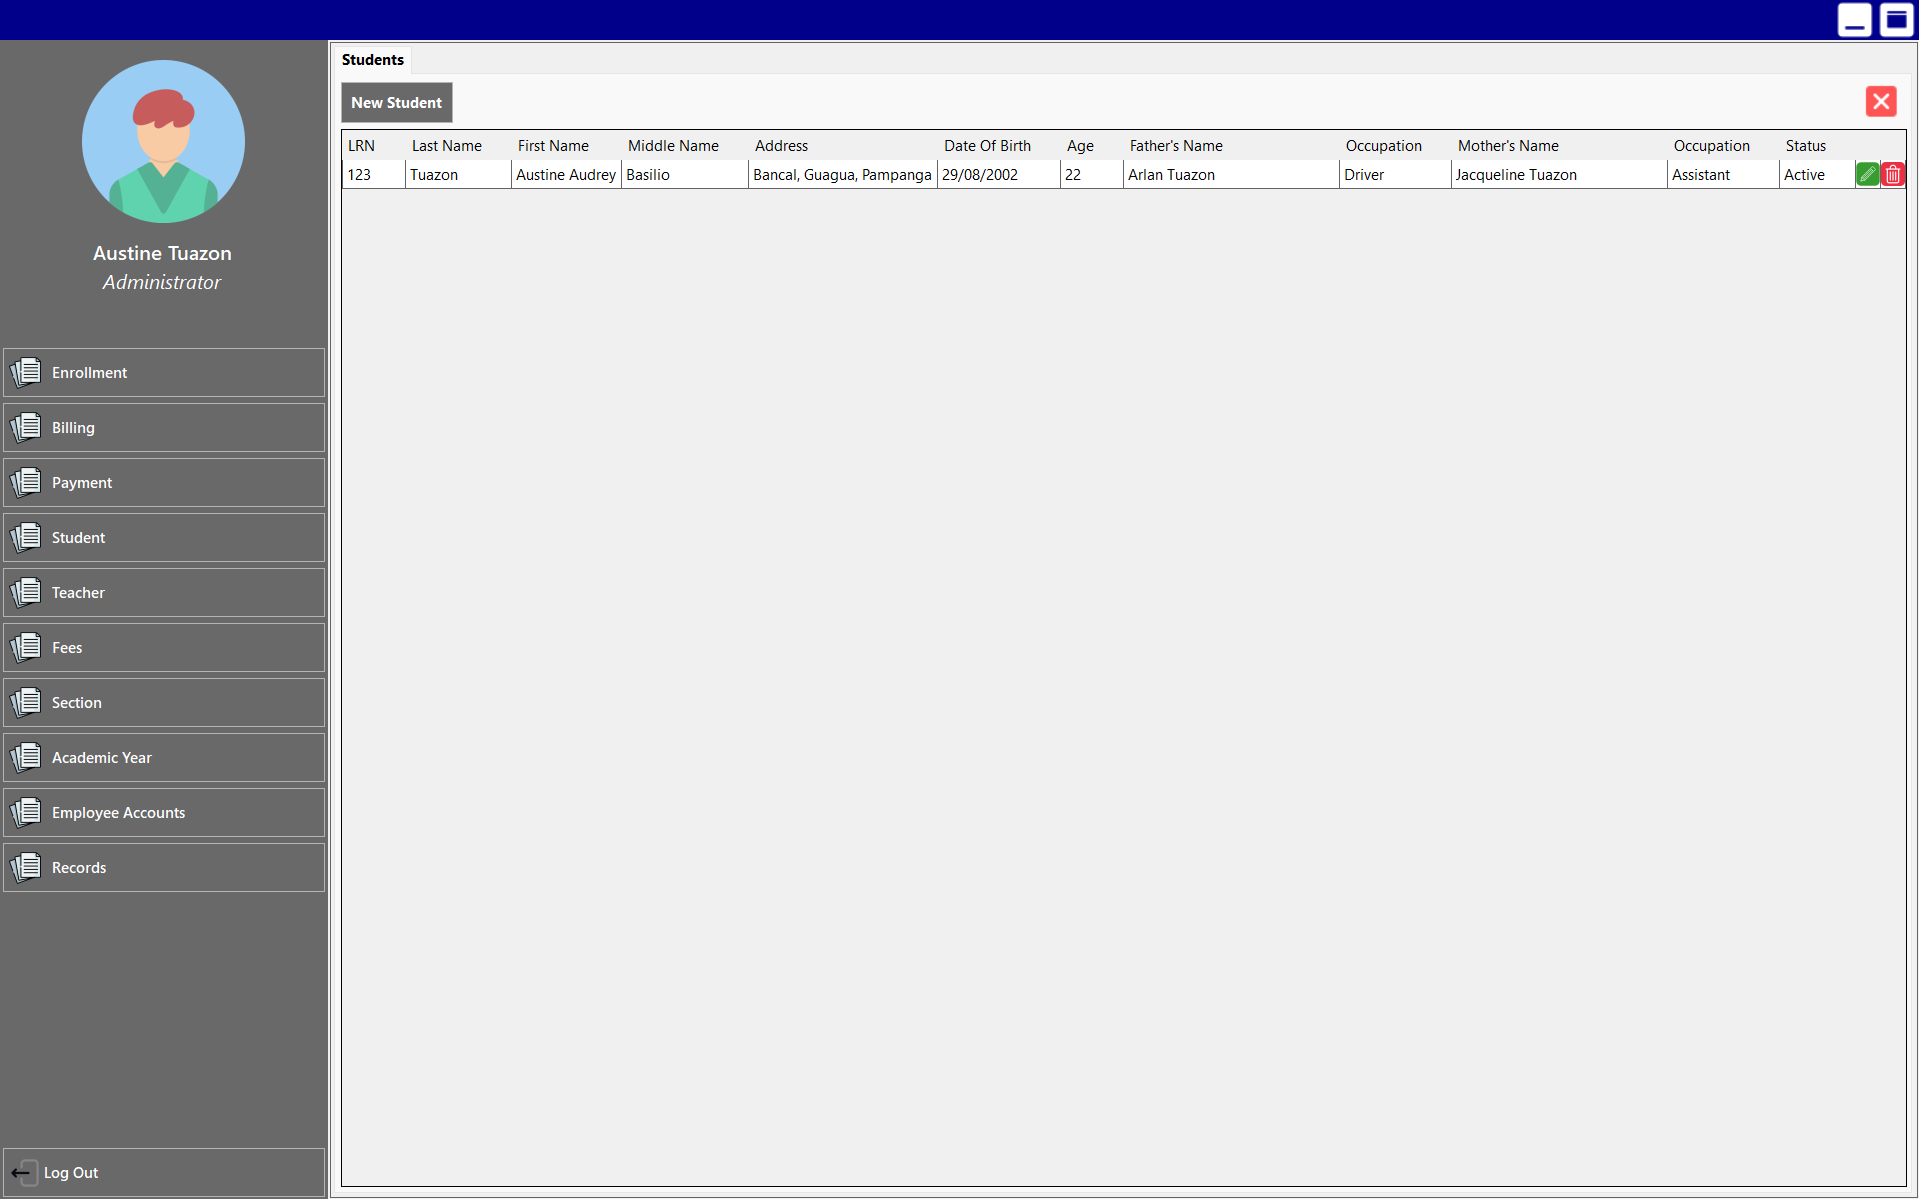 Austine Tuazon
Administrator
Enrollment
Billing
Payment
Student
Teacher
Fees
Section
Academic Year
Employee Accounts
Records
Log Out
Students
New Student
LRN Last Name First Name Middle Name Address Date Of Birth Age Father's Name Occupation Mother's Name Occupation Status
123 Tuazon Austine Audrey Basilio Bancal, Guagua, Pampanga 29/08/2002 22 Arlan Tuazon Driver Jacqueline Tuazon Assistant Active